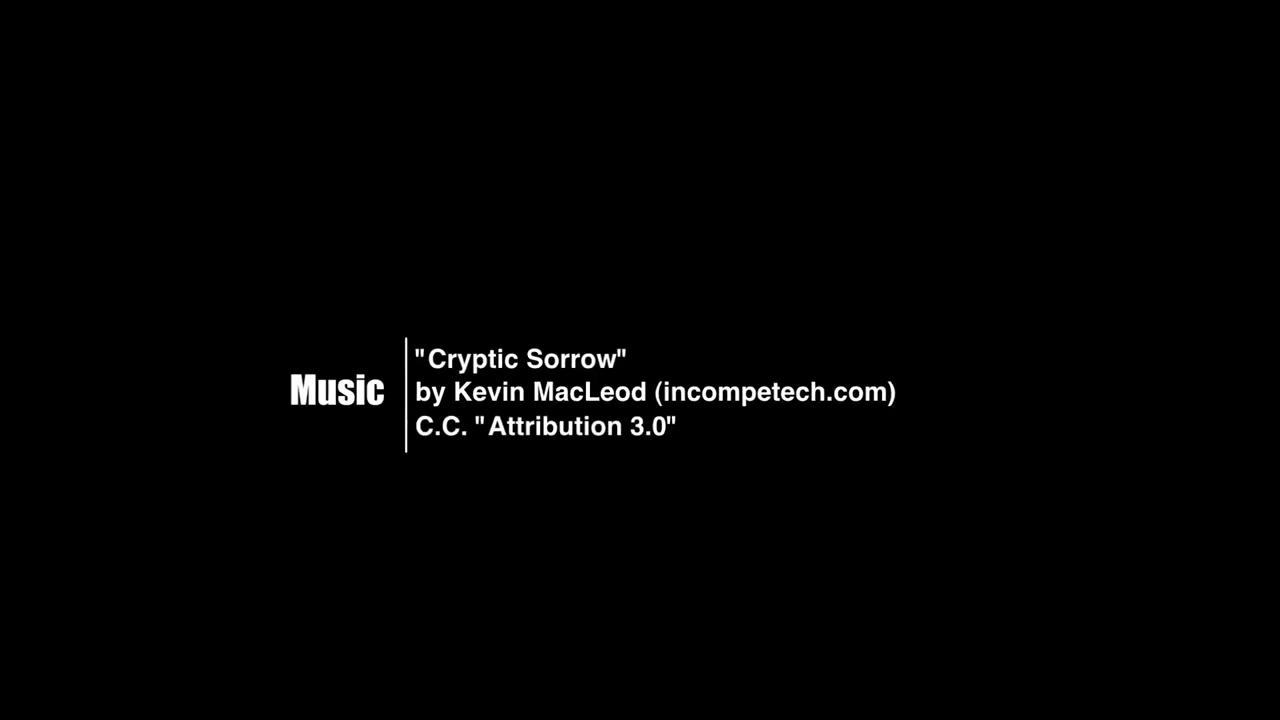 Music
"Cryptic Sorrow"
by Kevin MacLeod (incompetech.com)
C.C. "Attribution 3.0"